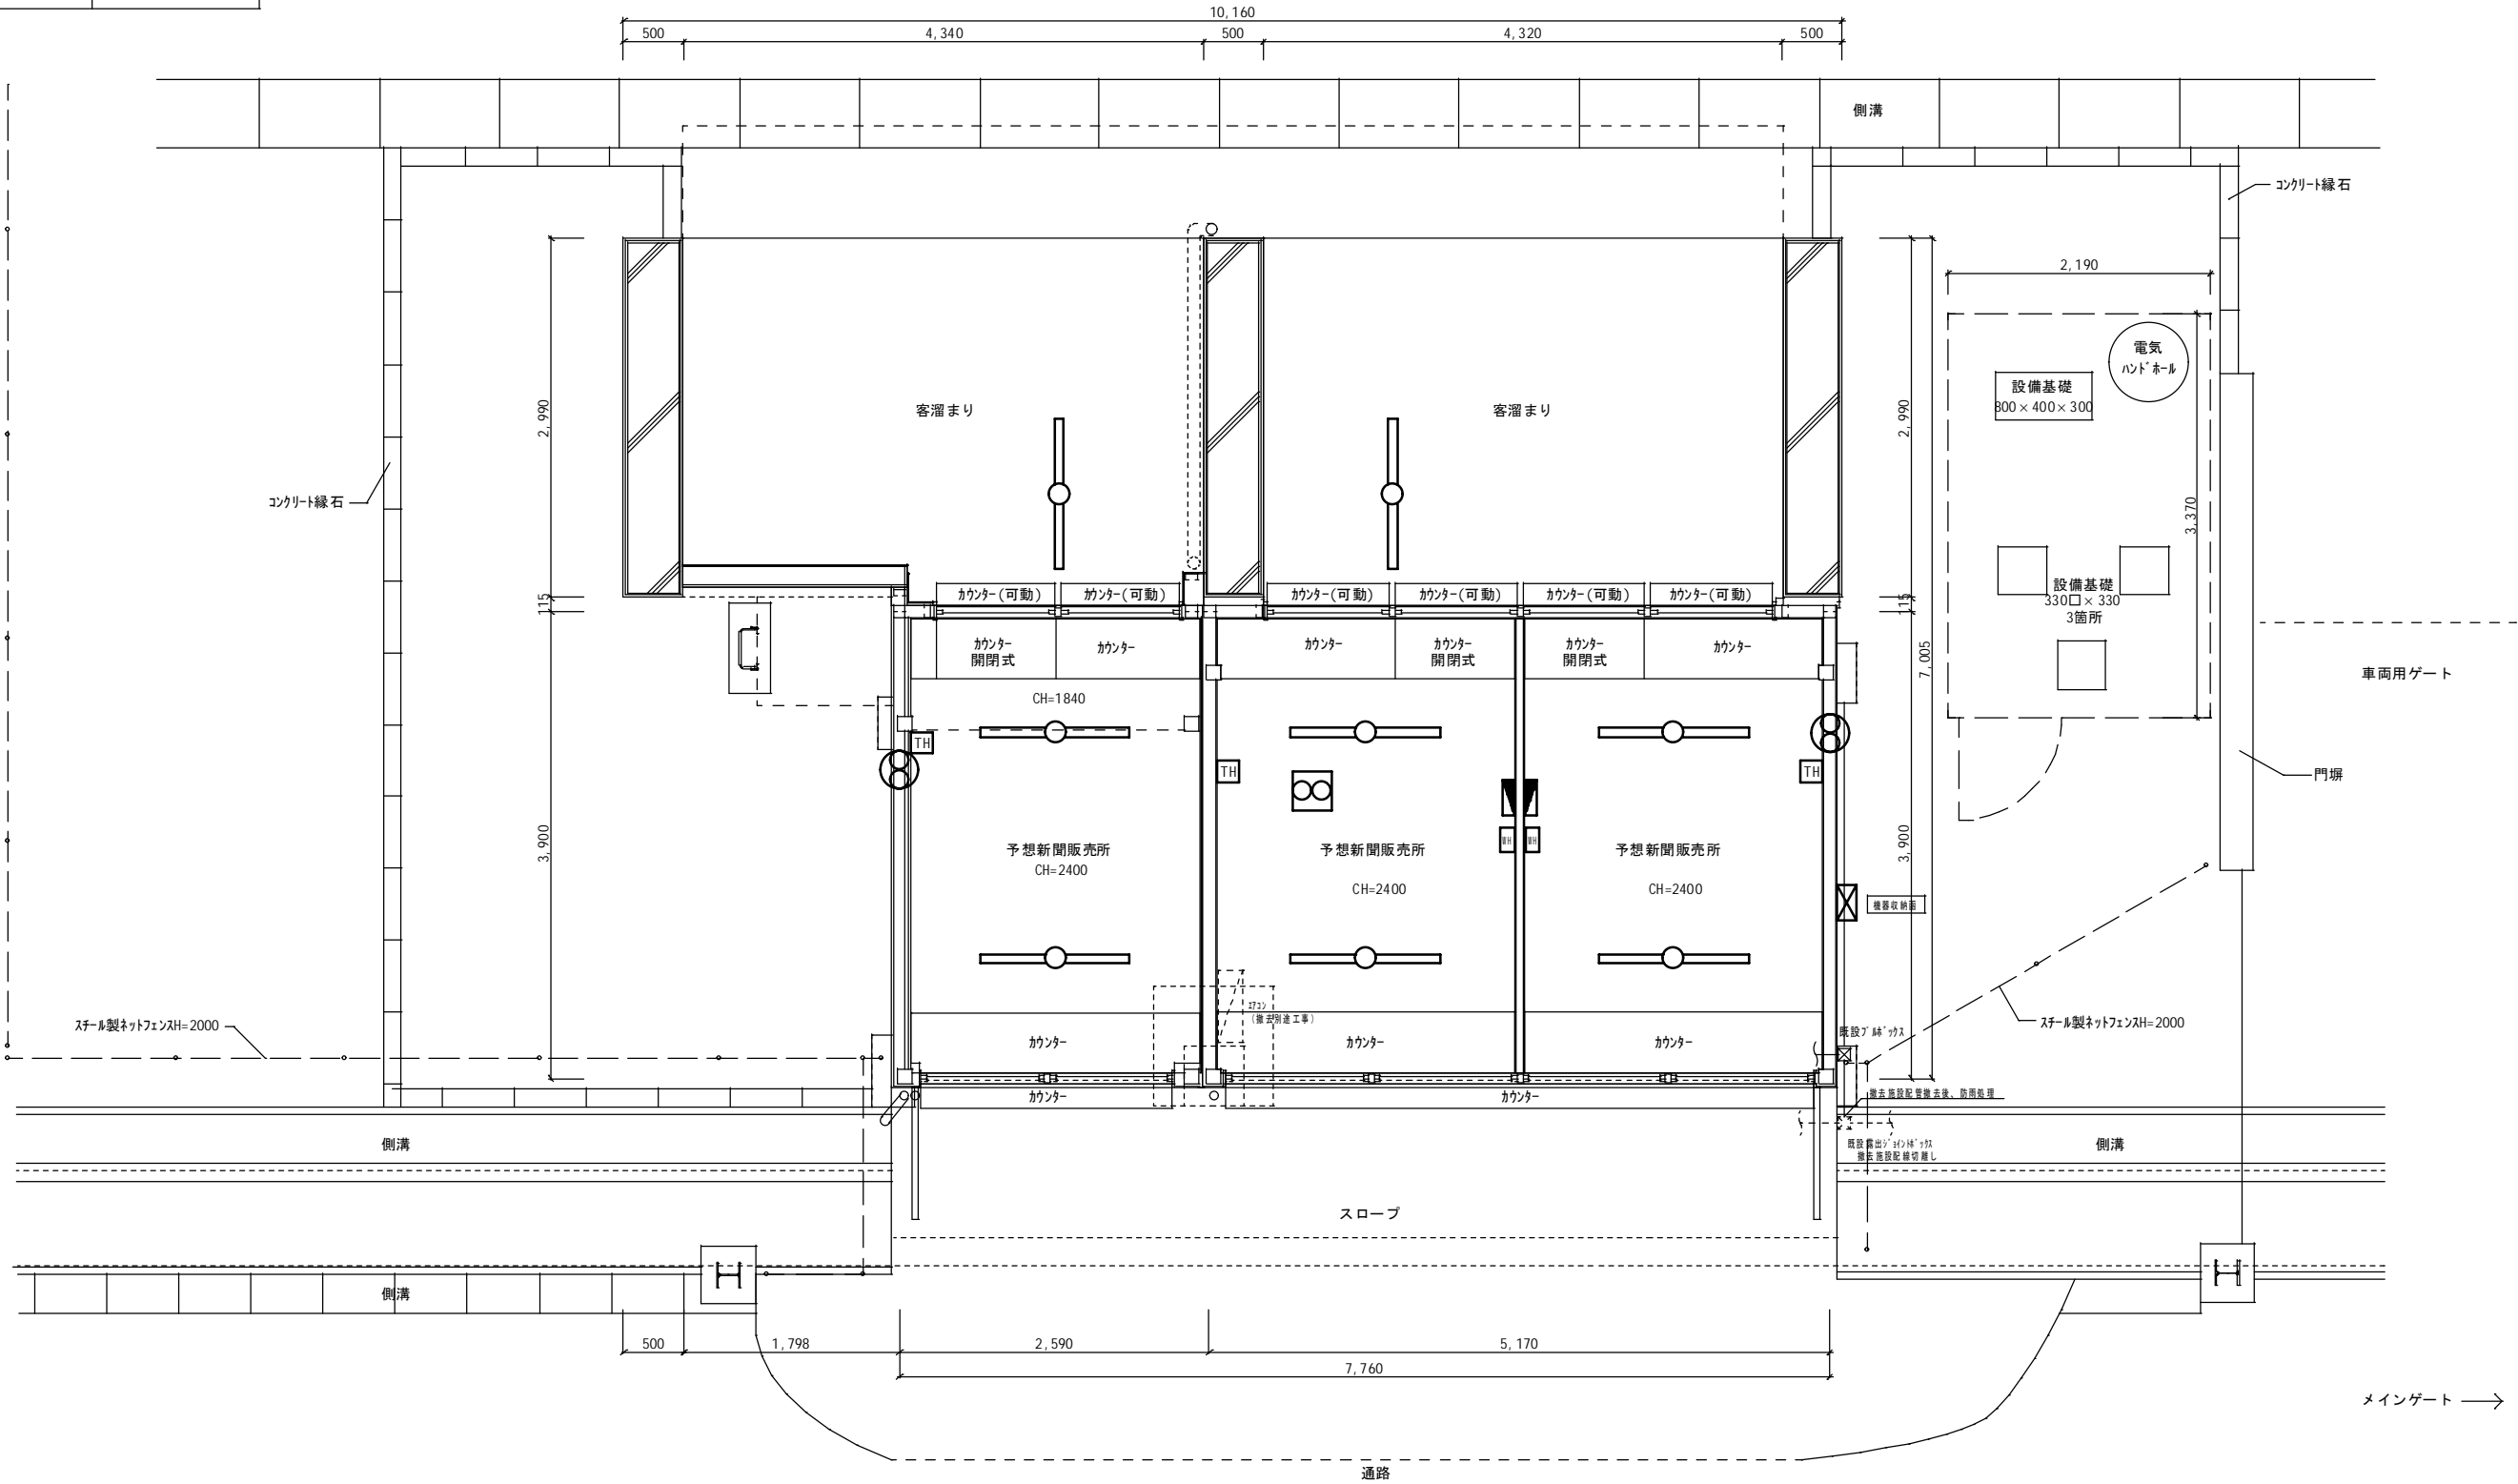 10,160
500
4,340
500
4,320
500
側溝
コンクリート縁石
2,190
電気
ハンドホール
設備基礎
800×400×300
客溜まり
客溜まり
2,990
2,990
コンクリート縁石
3,370
設備基礎
330□×330
3箇所
115
115
カウンター(可動)
カウンター(可動)
カウンター(可動)
カウンター(可動)
カウンター(可動)
カウンター(可動)
カウンター
開閉式
カウンター
カウンター
カウンター
開閉式
カウンター
開閉式
カウンター
7,005
車両用ゲート
CH=1840
TH
TH
TH
門塀
WH
WH
3,900
予想新聞販売所
CH=2400
予想新聞販売所
CH=2400
予想新聞販売所
CH=2400
3,900
機器収納函
エアコン
(撤去別途工事)
スチール製ネットフェンスH=2000
スチール製ネットフェンスH=2000
既設プルボックス
カウンター
カウンター
カウンター
カウンター
カウンター
撤去施設配管撤去後、防雨処理
側溝
既設露出ジョイントボックス
撤去施設配線切離し
側溝
スロープ
側溝
500
1,798
2,590
5,170
7,760
メインゲート
通路